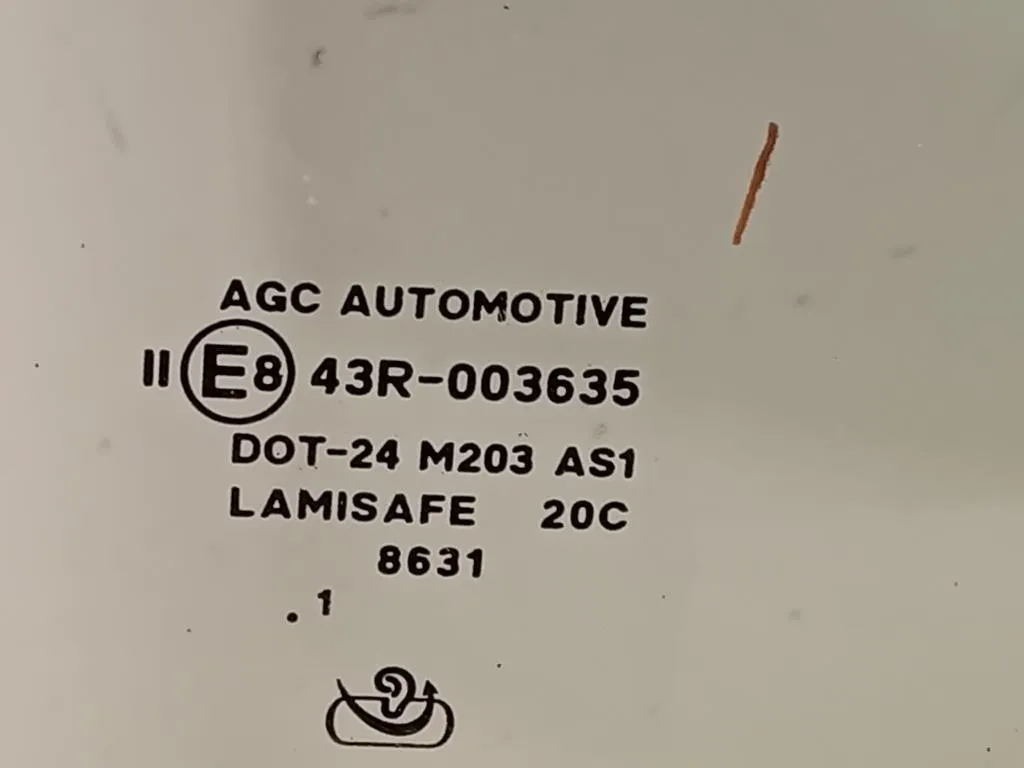 AGC AUTOMOTIVE
II E8 43R-003635
DOT-24 M203 AS1
LAMISAFE 20C
8631
. 1